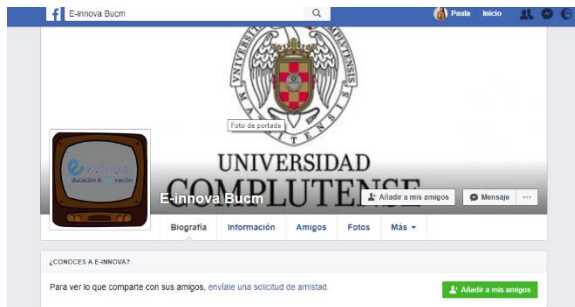 E-innova Bucm
Paula Inicio
Foto de portada
UNIVERSIDAD
COMPLUTENSE
E-innova Bucm
Añadir a mis amigos Mensaje ...
Biografía Información Amigos Fotos Más
¿CONOCES A E-INNOVA?
Para ver lo que comparte con sus amigos, envíale una solicitud de amistad.
Añadir a mis amigos